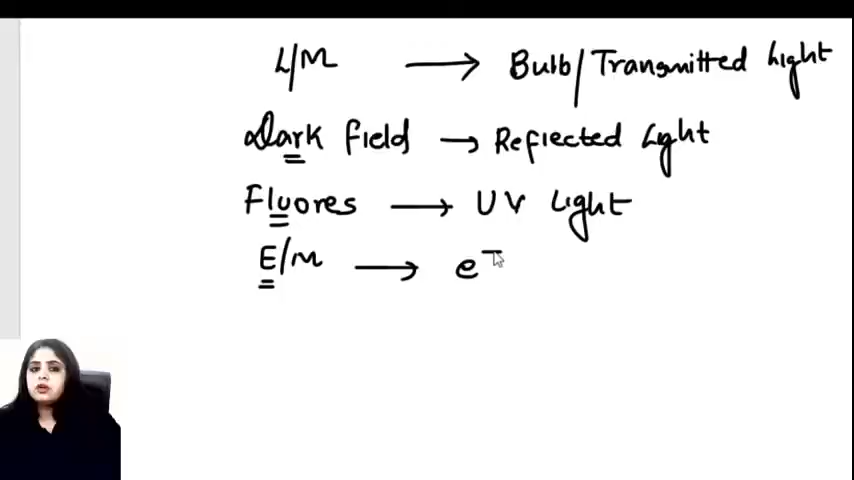 L/M → Bulb/Transmitted Light
Dark field → Reflected Light
Fluores → UV Light
E/M → e⁻